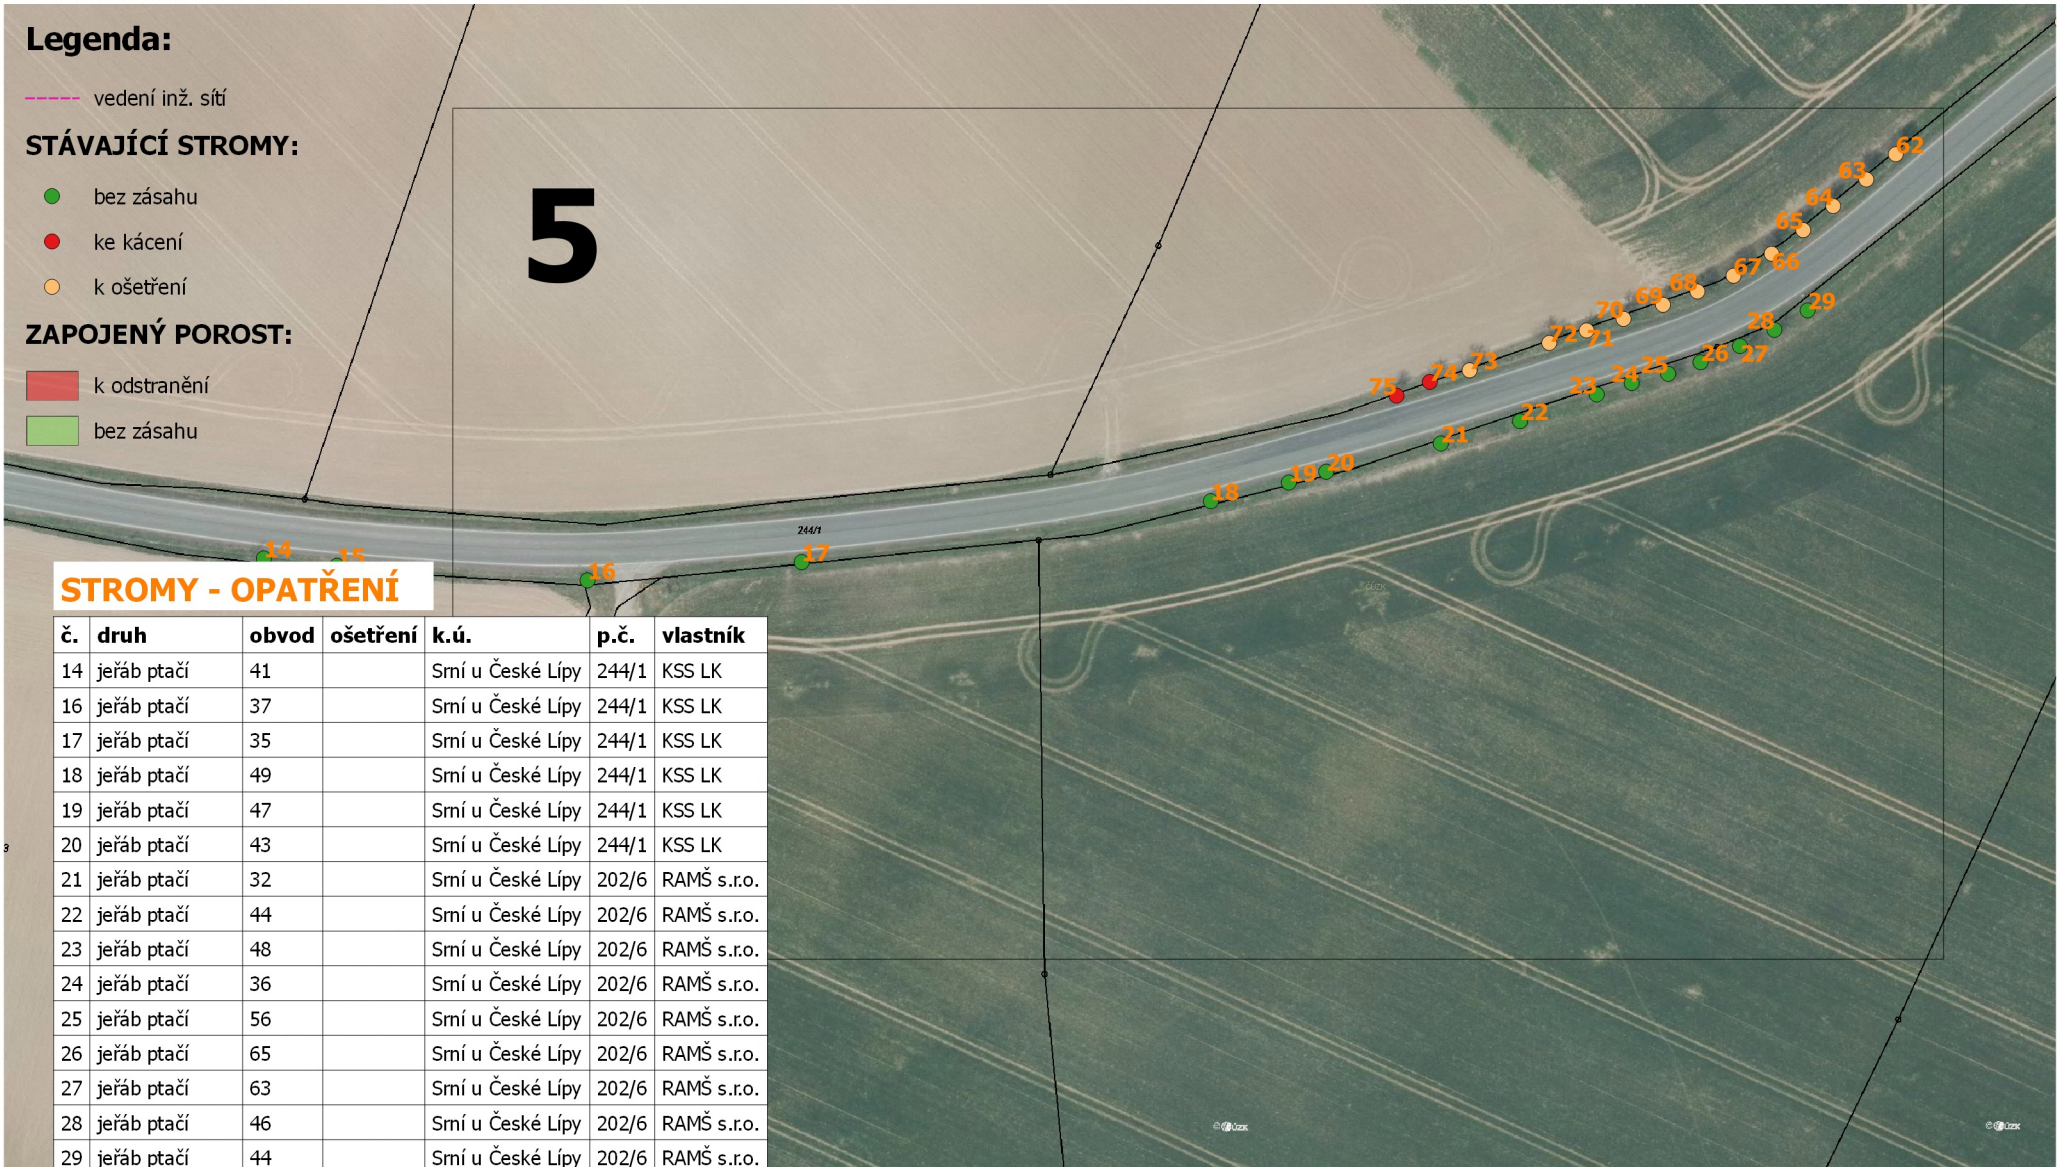 Legenda:
vedení inž. sítí
STÁVAJÍCÍ STROMY:
bez zásahu
ke kácení
k ošetření
ZAPOJENÝ POROST:
k odstranění
bez zásahu
5
62
63
64
65
66
67
68
69
70
71
72
73
74
75
29
28
27
26
25
24
23
22
21
20
19
18
17
16
15
14
244/1
STROMY - OPATŘENÍ
č. druh obvod ošetření k.ú. p.č. vlastník
14 jeřáb ptačí 41 Srní u České Lípy 244/1 KSS LK
16 jeřáb ptačí 37 Srní u České Lípy 244/1 KSS LK
17 jeřáb ptačí 35 Srní u České Lípy 244/1 KSS LK
18 jeřáb ptačí 49 Srní u České Lípy 244/1 KSS LK
19 jeřáb ptačí 47 Srní u České Lípy 244/1 KSS LK
20 jeřáb ptačí 43 Srní u České Lípy 244/1 KSS LK
21 jeřáb ptačí 32 Srní u České Lípy 202/6 RAMŠ s.r.o.
22 jeřáb ptačí 44 Srní u České Lípy 202/6 RAMŠ s.r.o.
23 jeřáb ptačí 48 Srní u České Lípy 202/6 RAMŠ s.r.o.
24 jeřáb ptačí 36 Srní u České Lípy 202/6 RAMŠ s.r.o.
25 jeřáb ptačí 56 Srní u České Lípy 202/6 RAMŠ s.r.o.
26 jeřáb ptačí 65 Srní u České Lípy 202/6 RAMŠ s.r.o.
27 jeřáb ptačí 63 Srní u České Lípy 202/6 RAMŠ s.r.o.
28 jeřáb ptačí 46 Srní u České Lípy 202/6 RAMŠ s.r.o.
29 jeřáb ptačí 44 Srní u České Lípy 202/6 RAMŠ s.r.o.
3
© ČÚZK
© ČÚZK